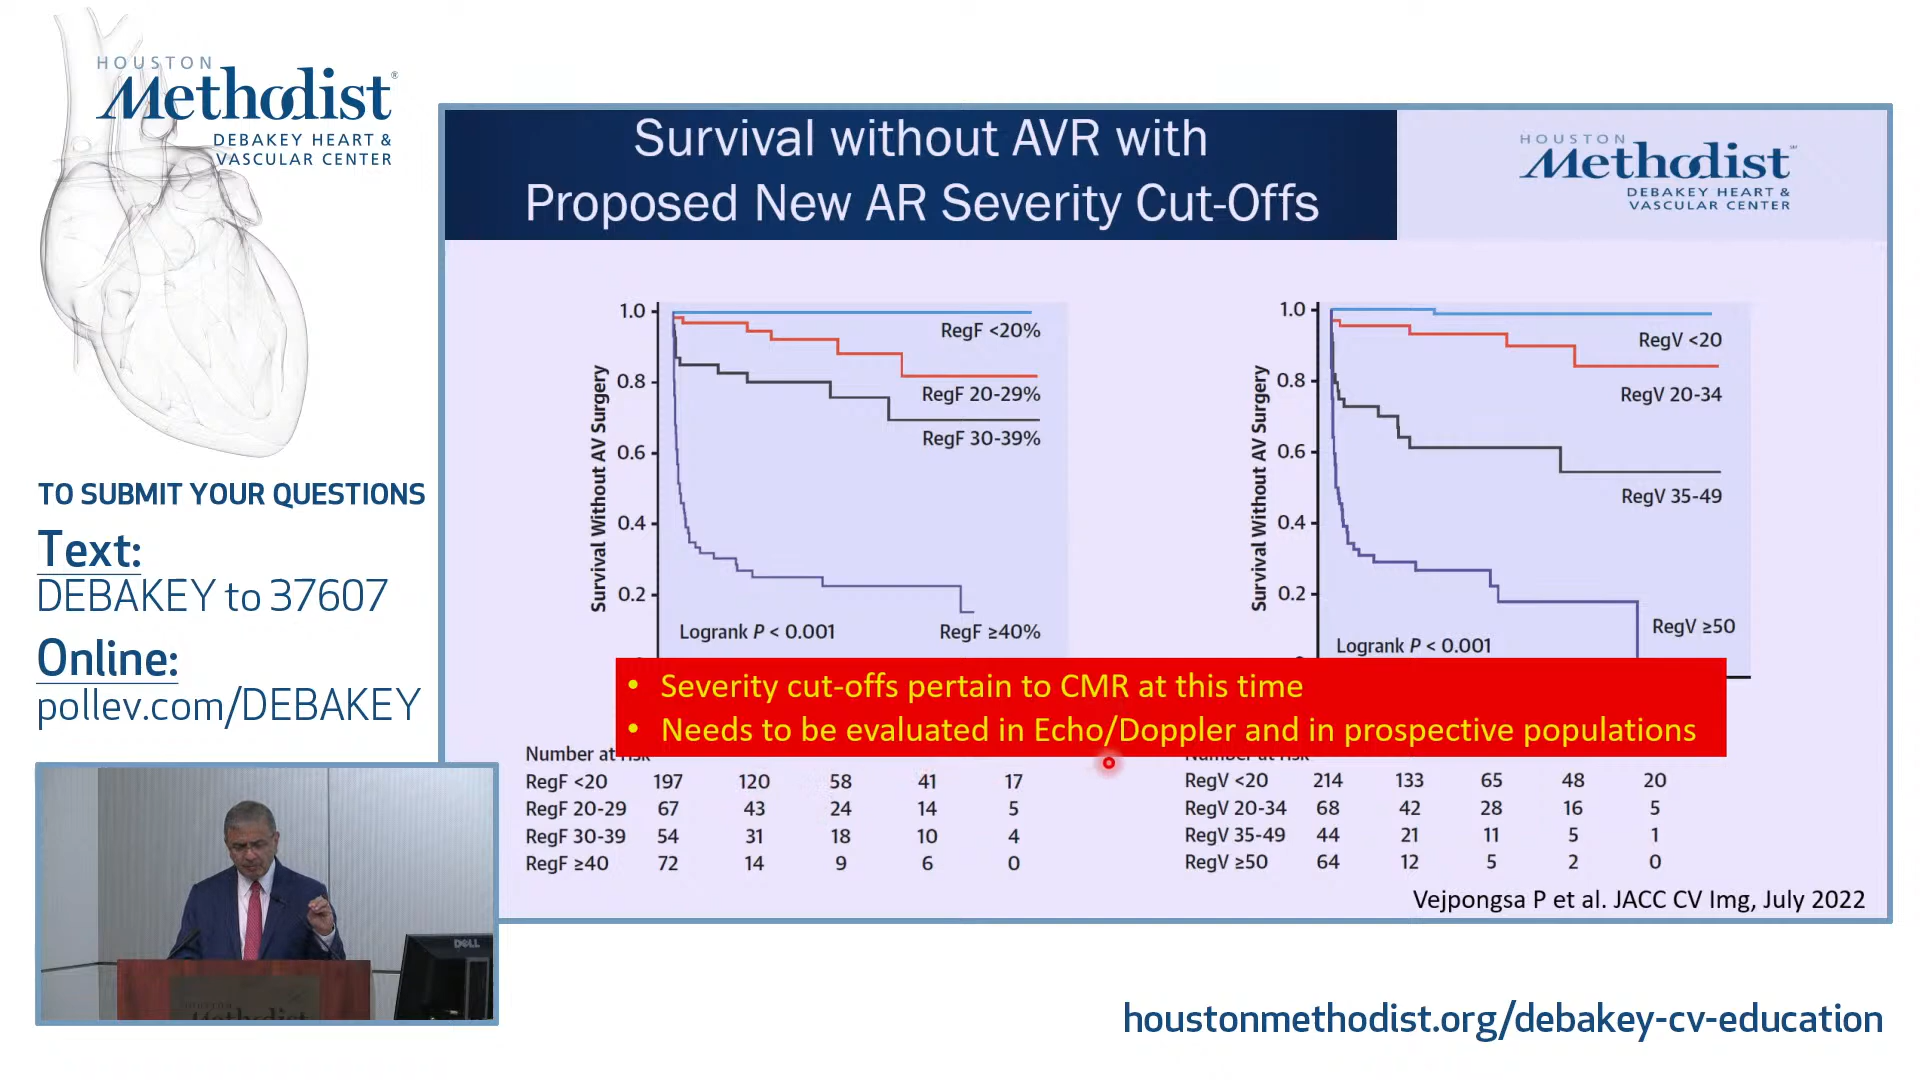 HOUSTON
Methodist®
DEBAKEY HEART &
VASCULAR CENTER
TO SUBMIT YOUR QUESTIONS
Text:
DEBAKEY to 37607
Online:
pollev.com/DEBAKEY
Survival without AVR with
Proposed New AR Severity Cut-Offs
HOUSTON
Methodist℠
DEBAKEY HEART &
VASCULAR CENTER
Survival Without AV Surgery
1.0
0.8
0.6
0.4
0.2
RegF <20%
RegF 20-29%
RegF 30-39%
RegF ≥40%
Logrank P < 0.001
Survival Without AV Surgery
1.0
0.8
0.6
0.4
0.2
RegV <20
RegV 20-34
RegV 35-49
RegV ≥50
Logrank P < 0.001
• Severity cut-offs pertain to CMR at this time
• Needs to be evaluated in Echo/Doppler and in prospective populations
Number at risk
RegF <20 197 120 58 41 17
RegF 20-29 67 43 24 14 5
RegF 30-39 54 31 18 10 4
RegF ≥40 72 14 9 6 0
Number at risk
RegV <20 214 133 65 48 20
RegV 20-34 68 42 28 16 5
RegV 35-49 44 21 11 5 1
RegV ≥50 64 12 5 2 0
Vejpongsa P et al. JACC CV Img, July 2022
DELL
houstonmethodist.org/debakey-cv-education